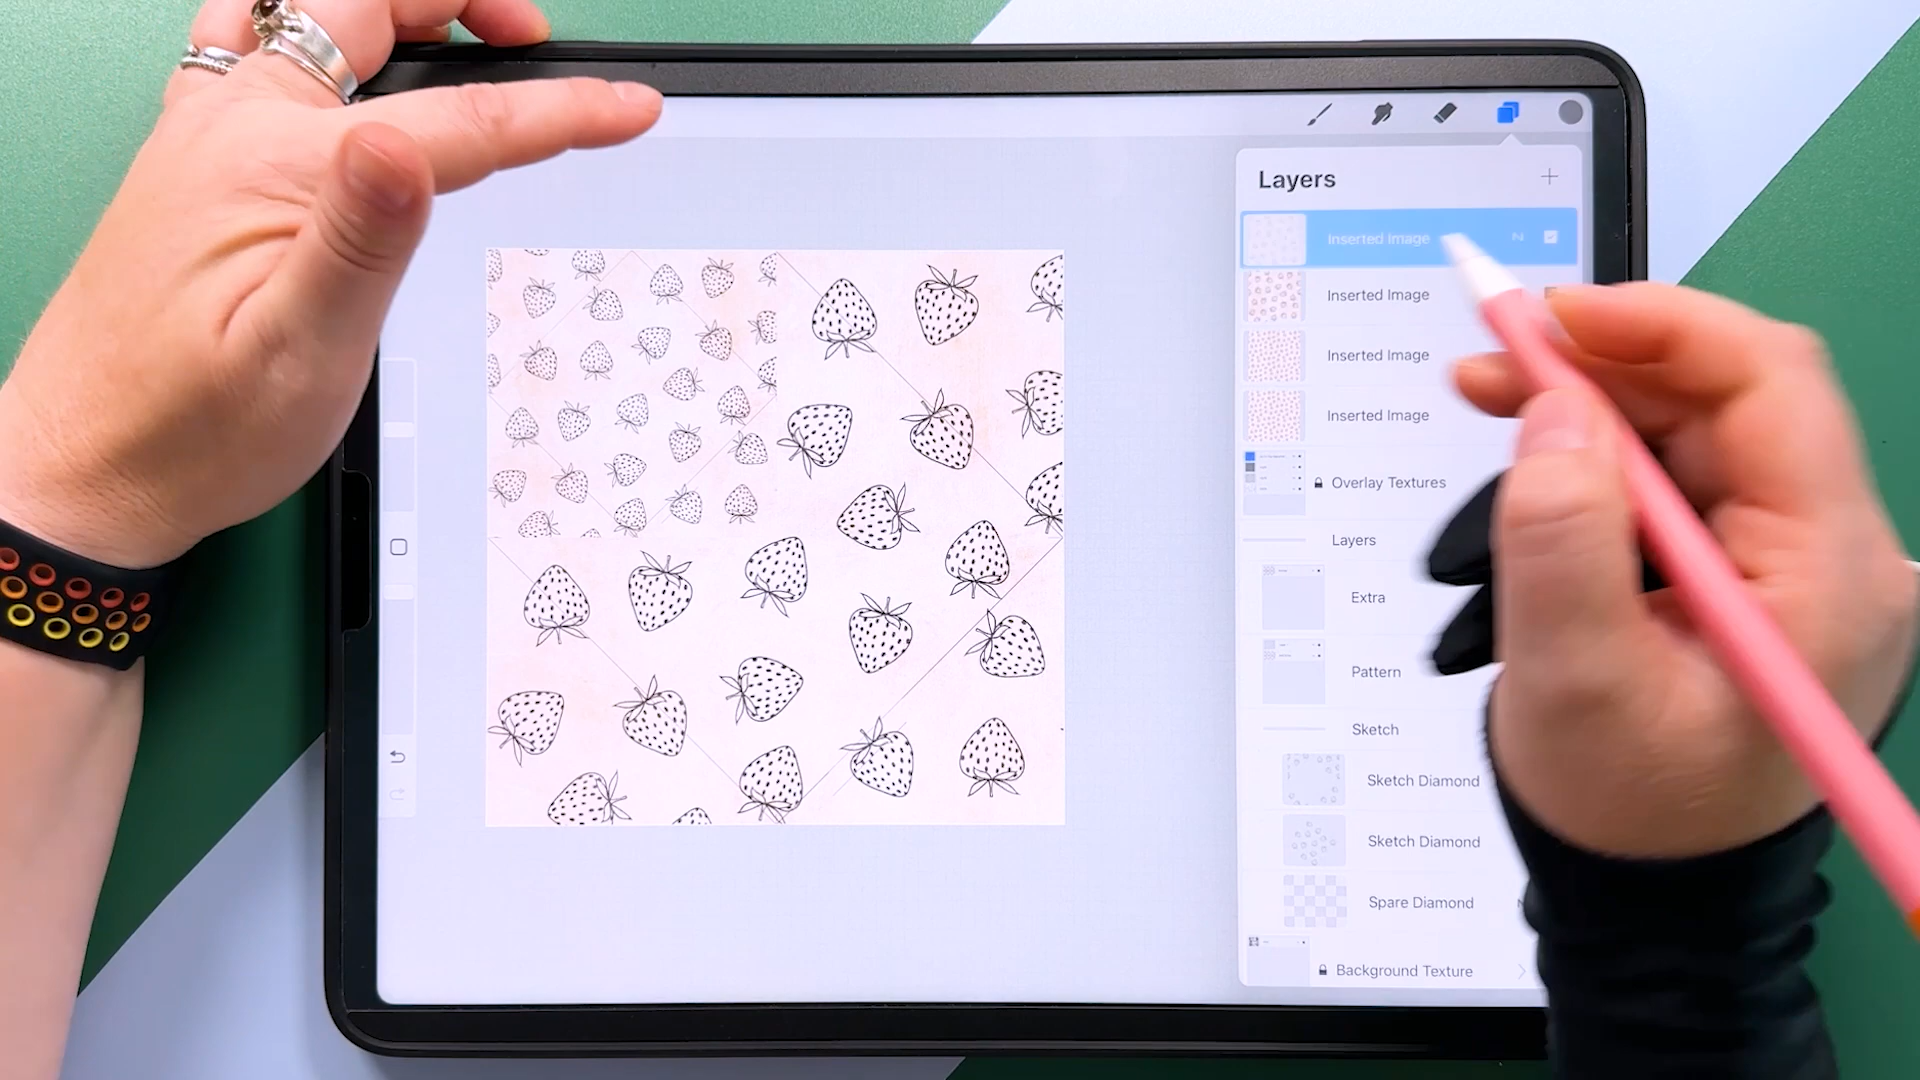 Layers
Inserted Image N
Inserted Image
Inserted Image
Inserted Image
Overlay Textures
Layers
Extra
Pattern
Sketch
Sketch Diamond
Sketch Diamond
Spare Diamond
Background Texture